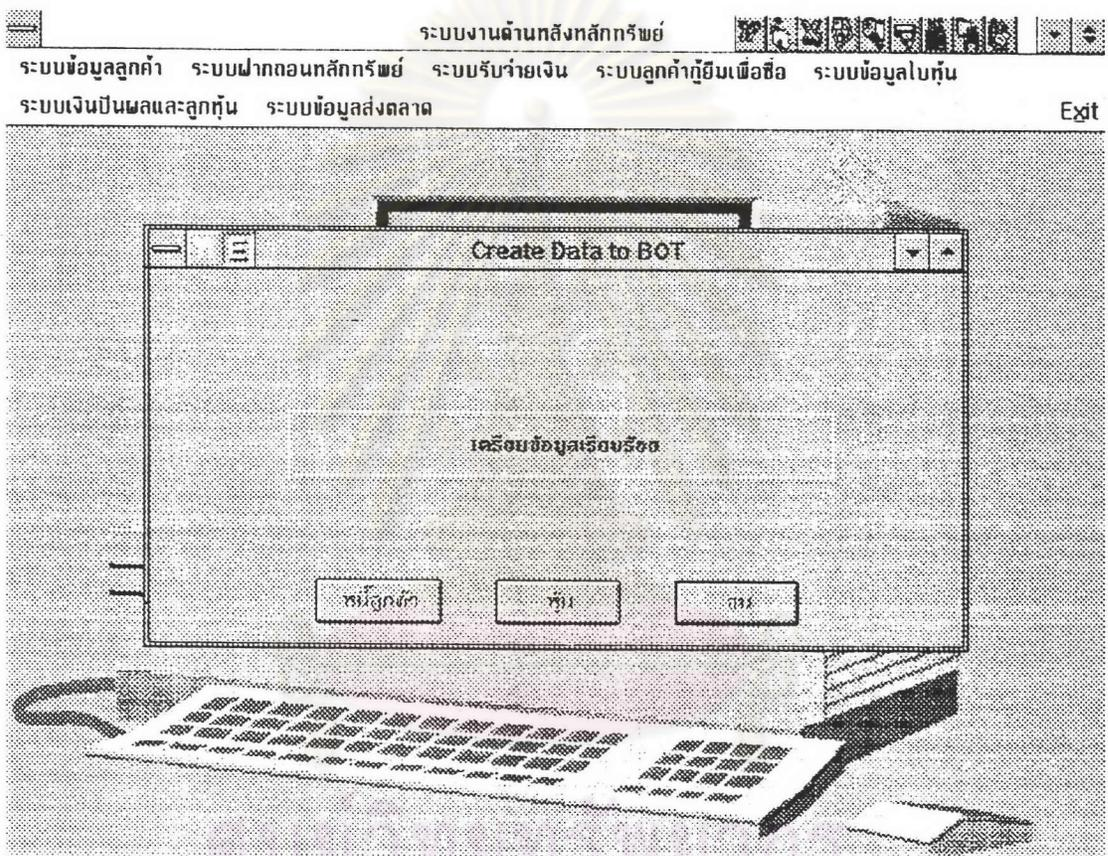 ระบบงานด้านหลังหลักทรัพย์
ระบบข้อมูลลูกค้า ระบบฝากถอนหลักทรัพย์ ระบบรับจ่ายเงิน ระบบลูกค้ากู้ยืมเพื่อซื้อ ระบบข้อมูลใบหุ้น
ระบบเงินปันผลและลูกหุ้น ระบบข้อมูลส่งตลาด Exit
Create Data to BOT
เตรียมข้อมูลเรียบร้อย
หนี้ลูกค้า หุ้น จบ